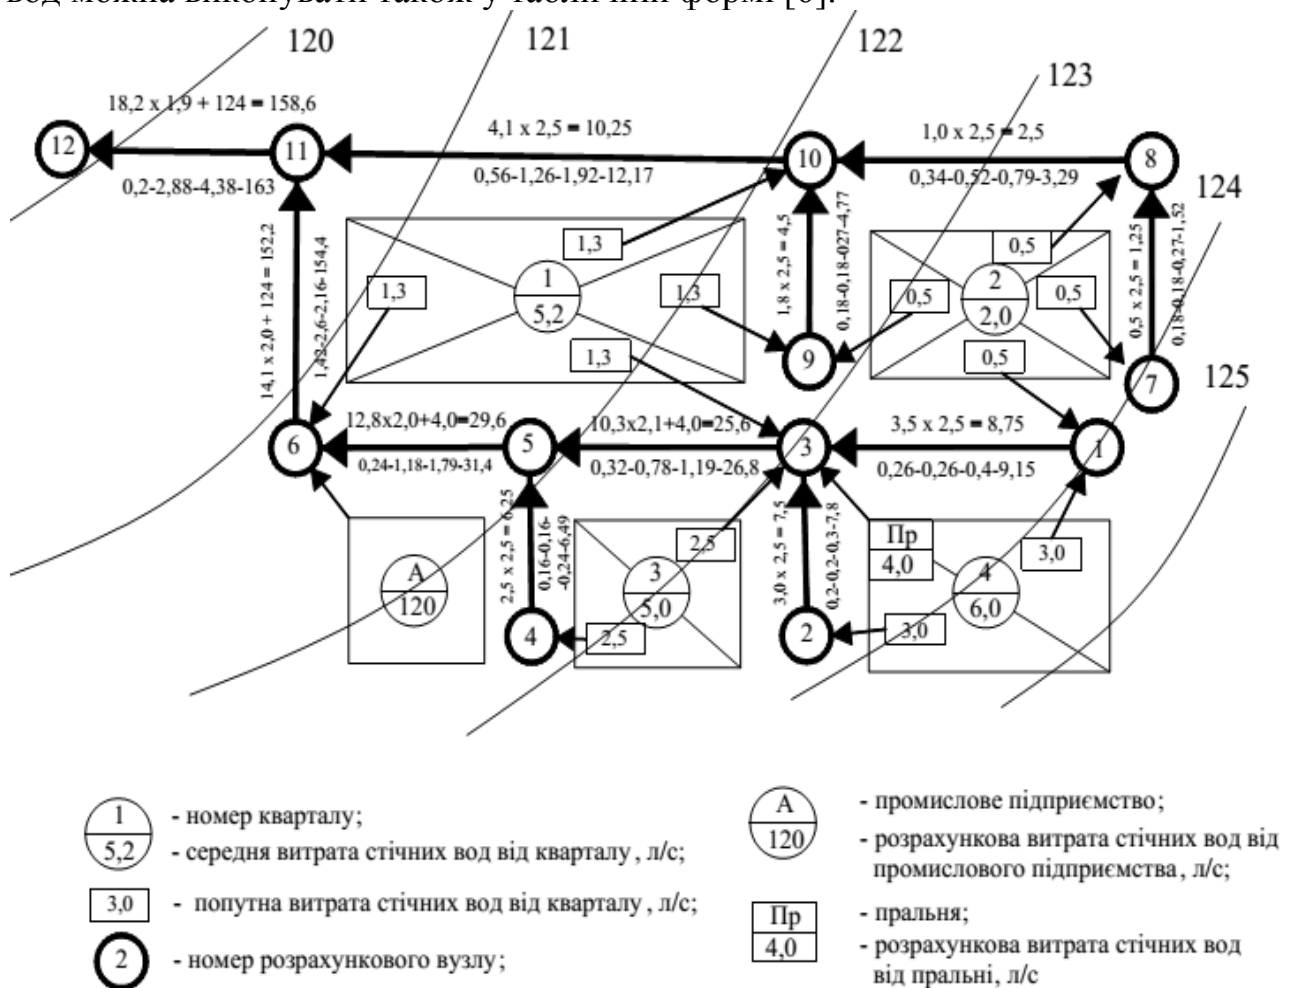 вод можна виконувати також у табличній формі [6].
120
121
122
123
124
125
18,2 x 1,9 + 124 = 158,6
0,2-2,88-4,38-163
4,1 x 2,5 = 10,25
0,56-1,26-1,92-12,17
1,0 x 2,5 = 2,5
0,34-0,52-0,79-3,29
12
11
10
8
14,1 x 2,0 + 124 = 152,2
1,42-2,6-2,16-154,4
1,3
1,3
1
5,2
1,3
1,3
1,8 x 2,5 = 4,5
0,18-0,18-027-4,77
0,5
0,5
2
2,0
0,5
0,5
0,5 x 2,5 = 1,25
0,18-0,18-0,27-1,52
9
7
12,8x2,0+4,0=29,6
0,24-1,18-1,79-31,4
10,3x2,1+4,0=25,6
0,32-0,78-1,19-26,8
3,5 x 2,5 = 8,75
0,26-0,26-0,4-9,15
6
5
3
1
А
120
2,5 x 2,5 = 6,25
0,16-0,16-
-0,24-6,49
2,5
3
5,0
2,5
3,0 x 2,5 = 7,5
0,2-0,2-0,3-7,8
Пр
4,0
4
6,0
3,0
3,0
4
2
1
5,2
- номер кварталу;
- середня витрата стічних вод від кварталу, л/с;
3,0
- попутна витрата стічних вод від кварталу, л/с;
2
- номер розрахункового вузлу;
А
120
- промислове підприємство;
- розрахункова витрата стічних вод від
промислового підприємства, л/с;
Пр
4,0
- пральня;
- розрахункова витрата стічних вод
від пральні, л/с